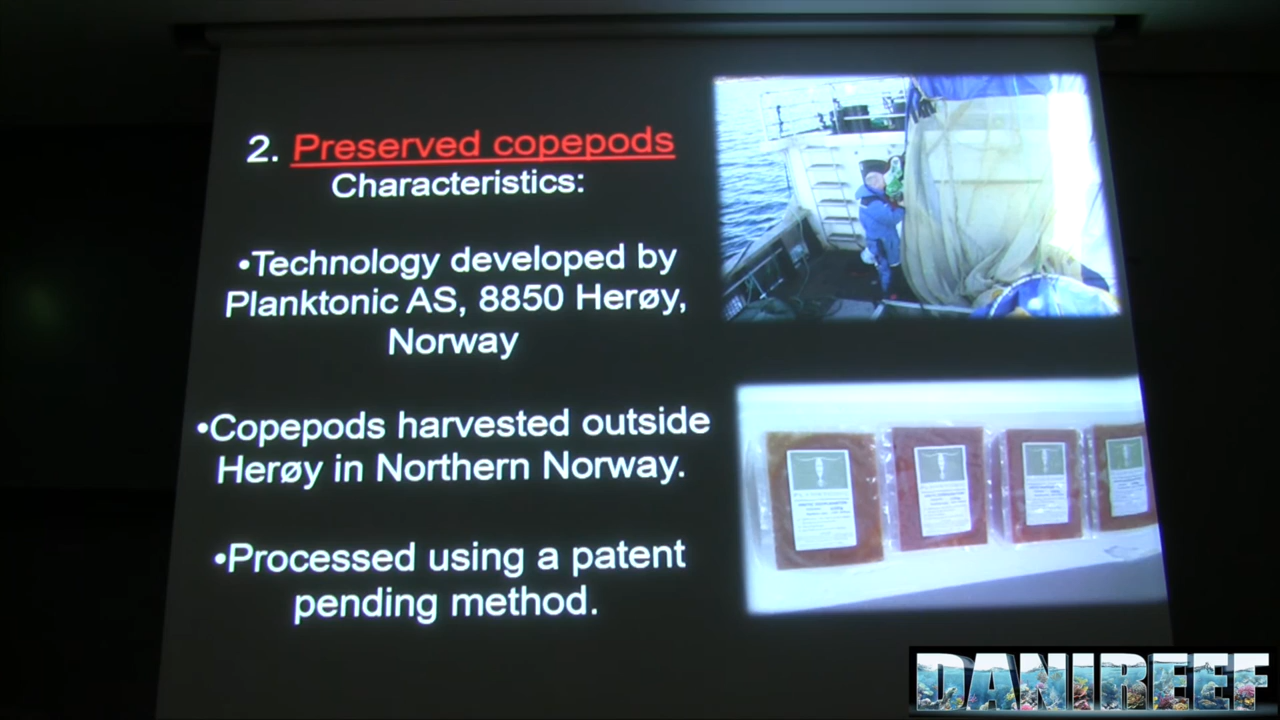 2. Preserved copepods
Characteristics:
•Technology developed by
Planktonic AS, 8850 Herøy,
Norway
•Copepods harvested outside
Herøy in Northern Norway.
•Processed using a patent
pending method.
DANIREEF